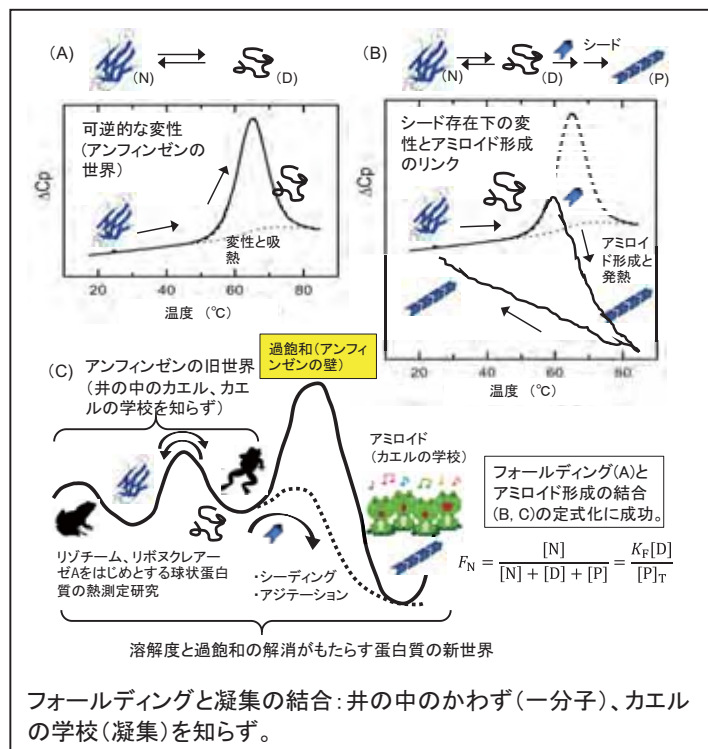 (A)
(N)
(D)
可逆的な変性
(アンフィンゼンの
世界)
変性と吸
熱
ΔCp
20
40
60
80
温度 (℃)
(B)
シード
(N)
(D)
(P)
シード存在下の変
性とアミロイド形成
のリンク
アミロイ
ド形成と
発熱
ΔCp
20
40
60
80
温度 (℃)
(C)
アンフィンゼンの旧世界
(井の中のカエル、カエ
ルの学校を知らず)
過飽和(アンフィ
ンゼンの壁)
アミロイド
(カエルの学校)
リゾチーム、リボヌクレアー
ゼAをはじめとする球状蛋白
質の熱測定研究
・シーディング
・アジテーション
フォールディング(A)と
アミロイド形成の結合
(B, C)の定式化に成功。
F_N = [N] / ([N] + [D] + [P]) = K_F[D] / [P]_T
溶解度と過飽和の解消がもたらす蛋白質の新世界
フォールディングと凝集の結合：井の中のかわず(一分子)、カエル
の学校(凝集)を知らず。